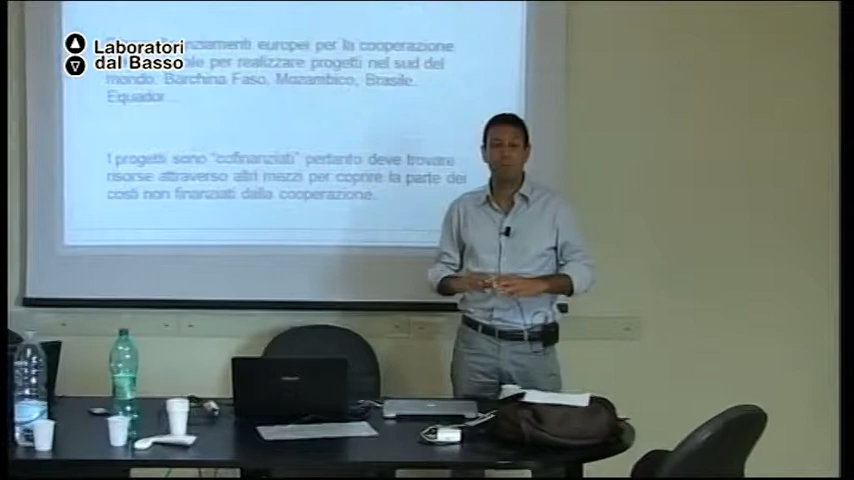 Laboratori
dal Basso
finanziamenti europei per la cooperazione
per realizzare progetti nel sud del
mondo. Barchina Faso, Mozambico, Brasile..
Equador…
I progetti sono “cofinanziati” pertanto deve trovare
risorse attraverso altri mezzi per coprire la parte dei
costi non finanziati dalla cooperazione.